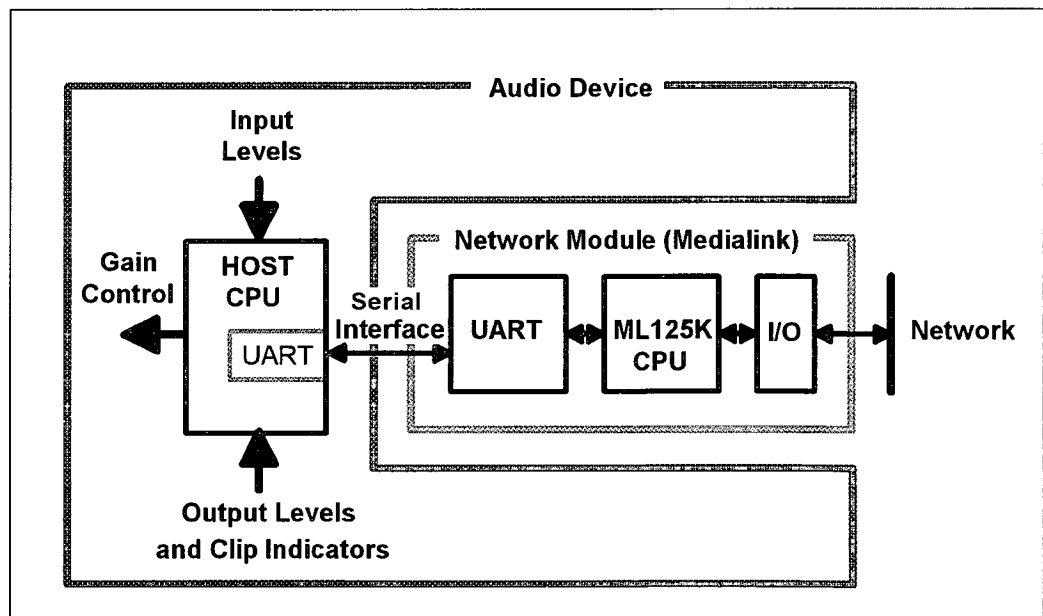 Audio Device
Input
Levels
Network Module (Medialink)
Gain
Control
HOST
CPU
UART
Serial
Interface
UART
ML125K
CPU
I/O
Network
Output Levels
and Clip Indicators